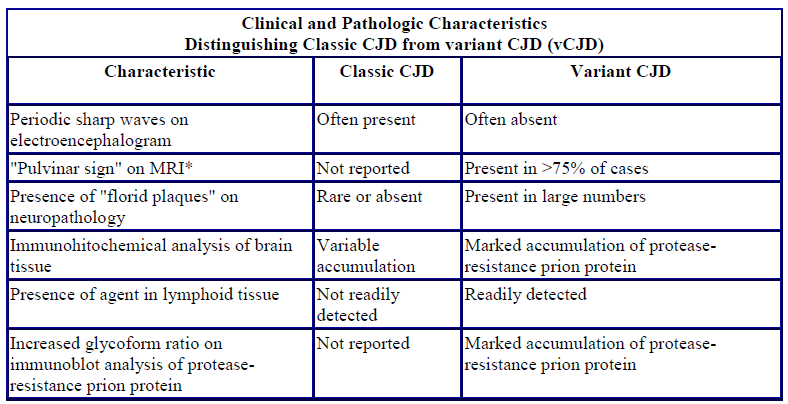 Clinical and Pathologic Characteristics
Distinguishing Classic CJD from variant CJD (vCJD)
Characteristic Classic CJD Variant CJD
Periodic sharp waves on
electroencephalogram
Often present
Often absent
"Pulvinar sign" on MRI*
Not reported
Present in >75% of cases
Presence of "florid plaques" on
neuropathology
Rare or absent
Present in large numbers
Immunohitochemical analysis of brain
tissue
Variable
accumulation
Marked accumulation of protease-
resistance prion protein
Presence of agent in lymphoid tissue
Not readily
detected
Readily detected
Increased glycoform ratio on
immunoblot analysis of protease-
resistance prion protein
Not reported
Marked accumulation of protease-
resistance prion protein